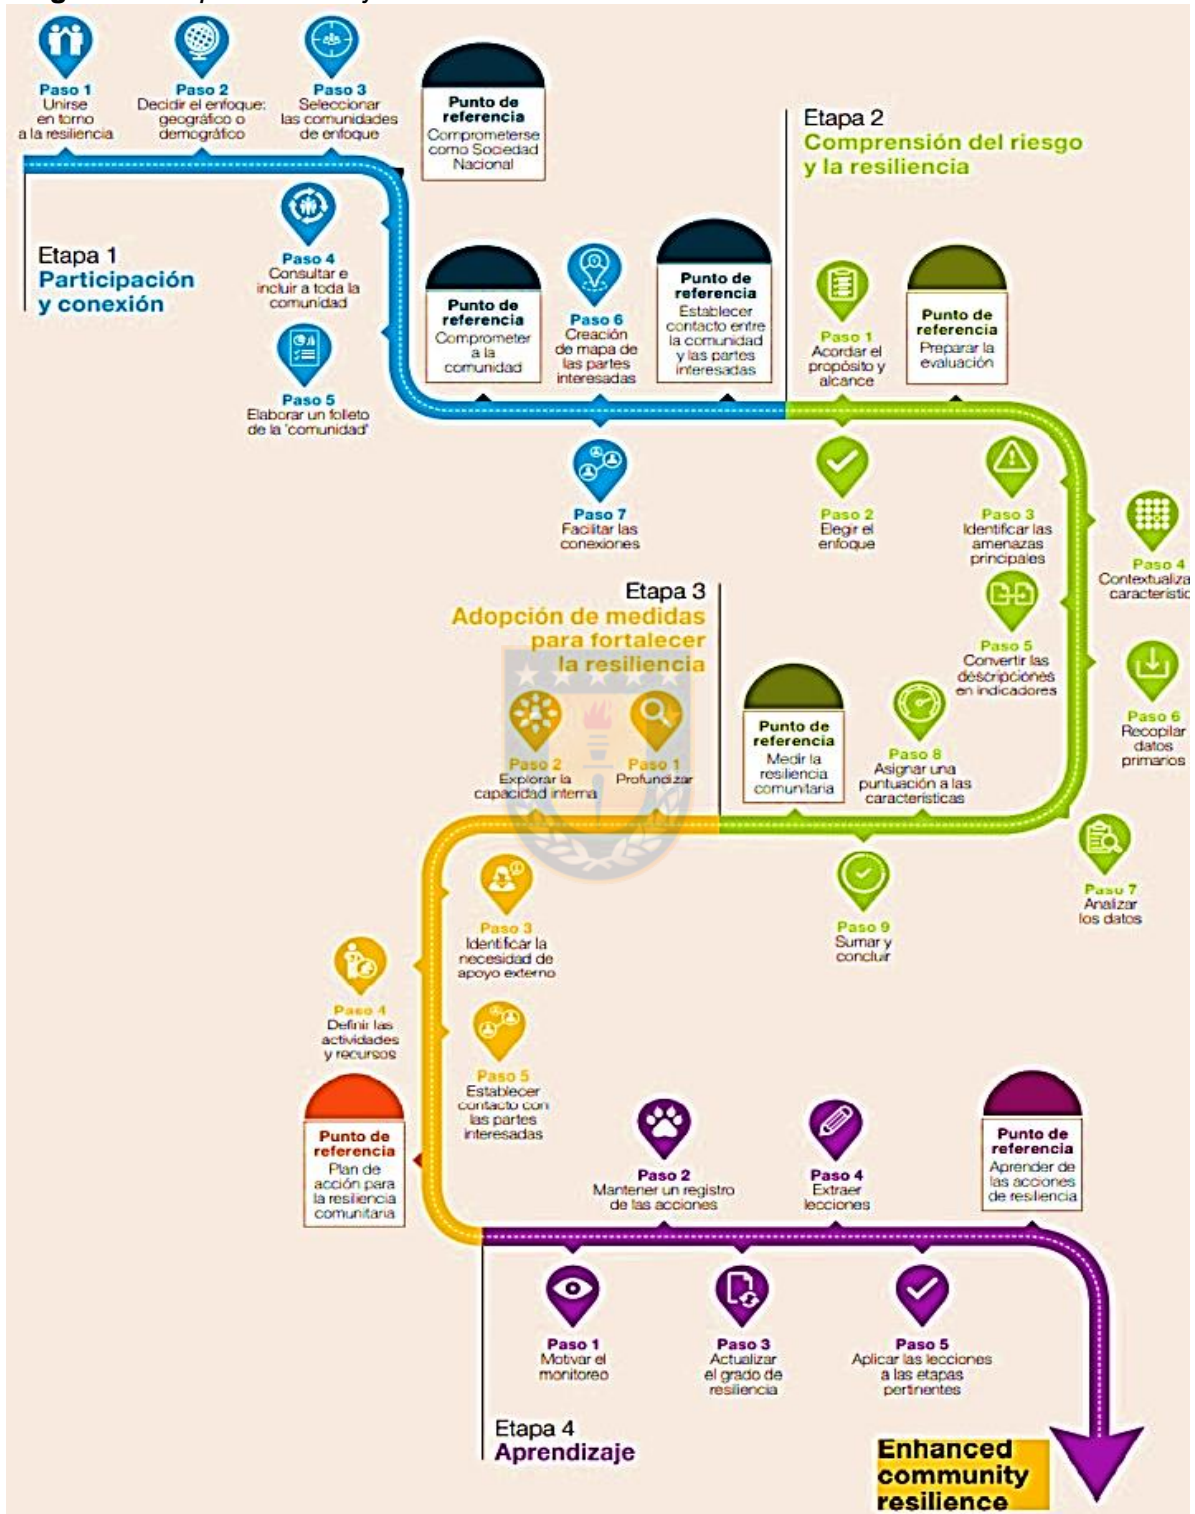 Paso 1
Unirse
en torno
a la resiliencia
Paso 2
Decidir el enfoque:
geográfico o
demográfico
Paso 3
Seleccionar
las comunidades
de enfoque
Punto de
referencia
Comprometerse
como Sociedad
Nacional
Etapa 1
Participación
y conexión
Paso 4
Consultar e
incluir a toda la
comunidad
Paso 5
Elaborar un folleto
de la 'comunidad'
Punto de
referencia
Comprometer
a la
comunidad
Paso 6
Creación
de mapa de
las partes
interesadas
Paso 7
Facilitar las
conexiones
Punto de
referencia
Establecer
contacto entre
la comunidad
y las partes
interesadas
Etapa 2
Comprensión del riesgo
y la resiliencia
Paso 1
Acordar el
propósito y
alcance
Punto de
referencia
Preparar la
evaluación
Paso 2
Elegir el
enfoque
Paso 3
Identificar las
amenazas
principales
Paso 4
Contextualiza
característic
Paso 5
Convertir las
descripciones
en indicadores
Paso 6
Recopilar
datos
primarios
Paso 7
Analizar
los datos
Paso 8
Asignar una
puntuación a las
características
Paso 9
Sumar y
concluir
Punto de
referencia
Medir la
resiliencia
comunitaria
Etapa 3
Adopción de medidas
para fortalecer
la resiliencia
Paso 1
Profundizar
Paso 2
Explorar la
capacidad interna
Paso 3
Identificar la
necesidad de
apoyo externo
Paso 4
Definir las
actividades
y recursos
Paso 5
Establecer
contacto con
las partes
interesadas
Punto de
referencia
Plan de
acción para
la resiliencia
comunitaria
Etapa 4
Aprendizaje
Paso 1
Motivar el
monitoreo
Paso 2
Mantener un registro
de las acciones
Paso 3
Actualizar
el grado de
resiliencia
Paso 4
Extraer
lecciones
Paso 5
Aplicar las lecciones
a las etapas
pertinentes
Punto de
referencia
Aprender de
las acciones
de resiliencia
Enhanced
community
resilience